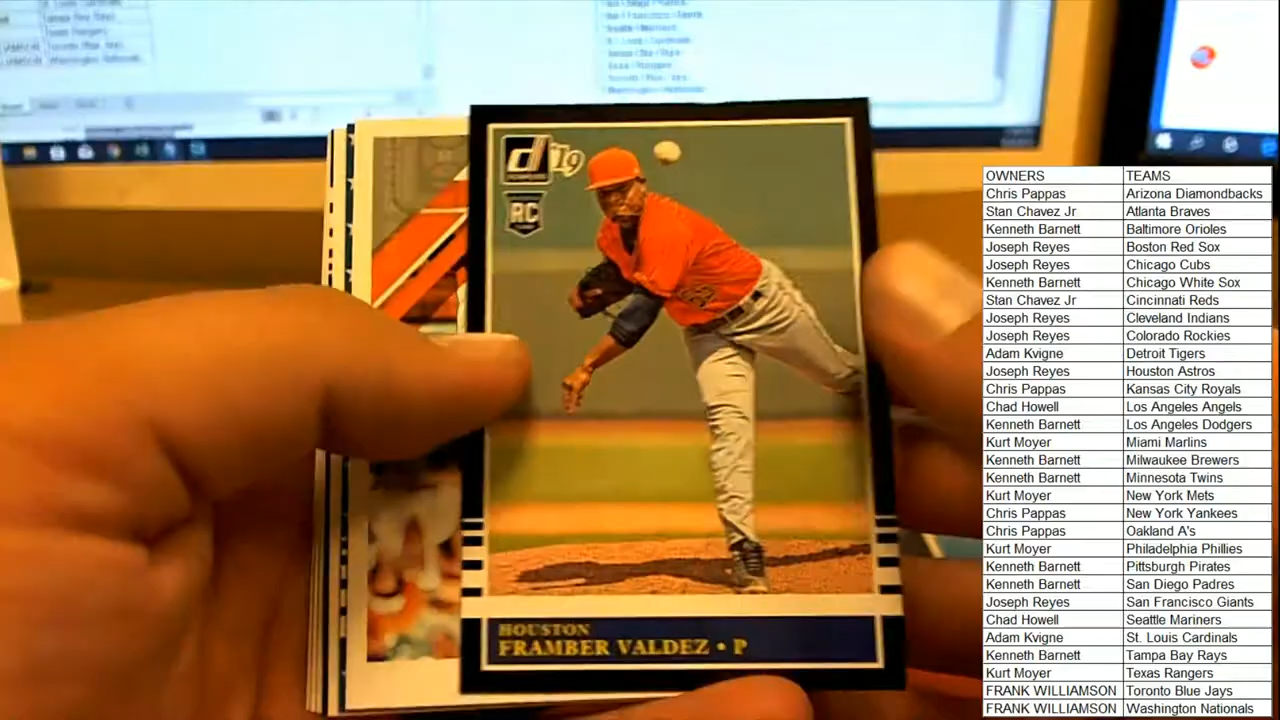 d '19
RC
HOUSTON
FRAMBER VALDEZ • P
OWNERS TEAMS
Chris Pappas Arizona Diamondbacks
Stan Chavez Jr Atlanta Braves
Kenneth Barnett Baltimore Orioles
Joseph Reyes Boston Red Sox
Joseph Reyes Chicago Cubs
Kenneth Barnett Chicago White Sox
Stan Chavez Jr Cincinnati Reds
Joseph Reyes Cleveland Indians
Joseph Reyes Colorado Rockies
Adam Kvigne Detroit Tigers
Joseph Reyes Houston Astros
Chris Pappas Kansas City Royals
Chad Howell Los Angeles Angels
Kenneth Barnett Los Angeles Dodgers
Kurt Moyer Miami Marlins
Kenneth Barnett Milwaukee Brewers
Kenneth Barnett Minnesota Twins
Kurt Moyer New York Mets
Chris Pappas New York Yankees
Chris Pappas Oakland A's
Kurt Moyer Philadelphia Phillies
Kenneth Barnett Pittsburgh Pirates
Kenneth Barnett San Diego Padres
Joseph Reyes San Francisco Giants
Chad Howell Seattle Mariners
Adam Kvigne St. Louis Cardinals
Kenneth Barnett Tampa Bay Rays
Kurt Moyer Texas Rangers
FRANK WILLIAMSON Toronto Blue Jays
FRANK WILLIAMSON Washington Nationals